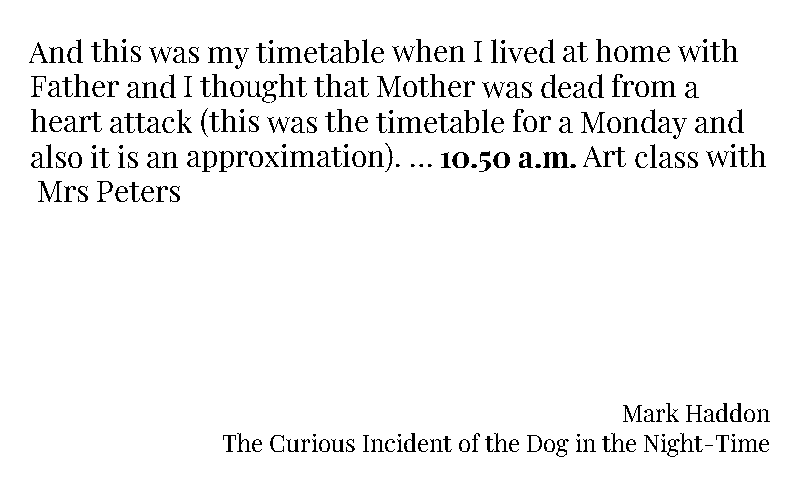 And this was my timetable when I lived at home with
Father and I thought that Mother was dead from a
heart attack (this was the timetable for a Monday and
also it is an approximation). ... 10.50 a.m. Art class with
Mrs Peters
Mark Haddon
The Curious Incident of the Dog in the Night-Time